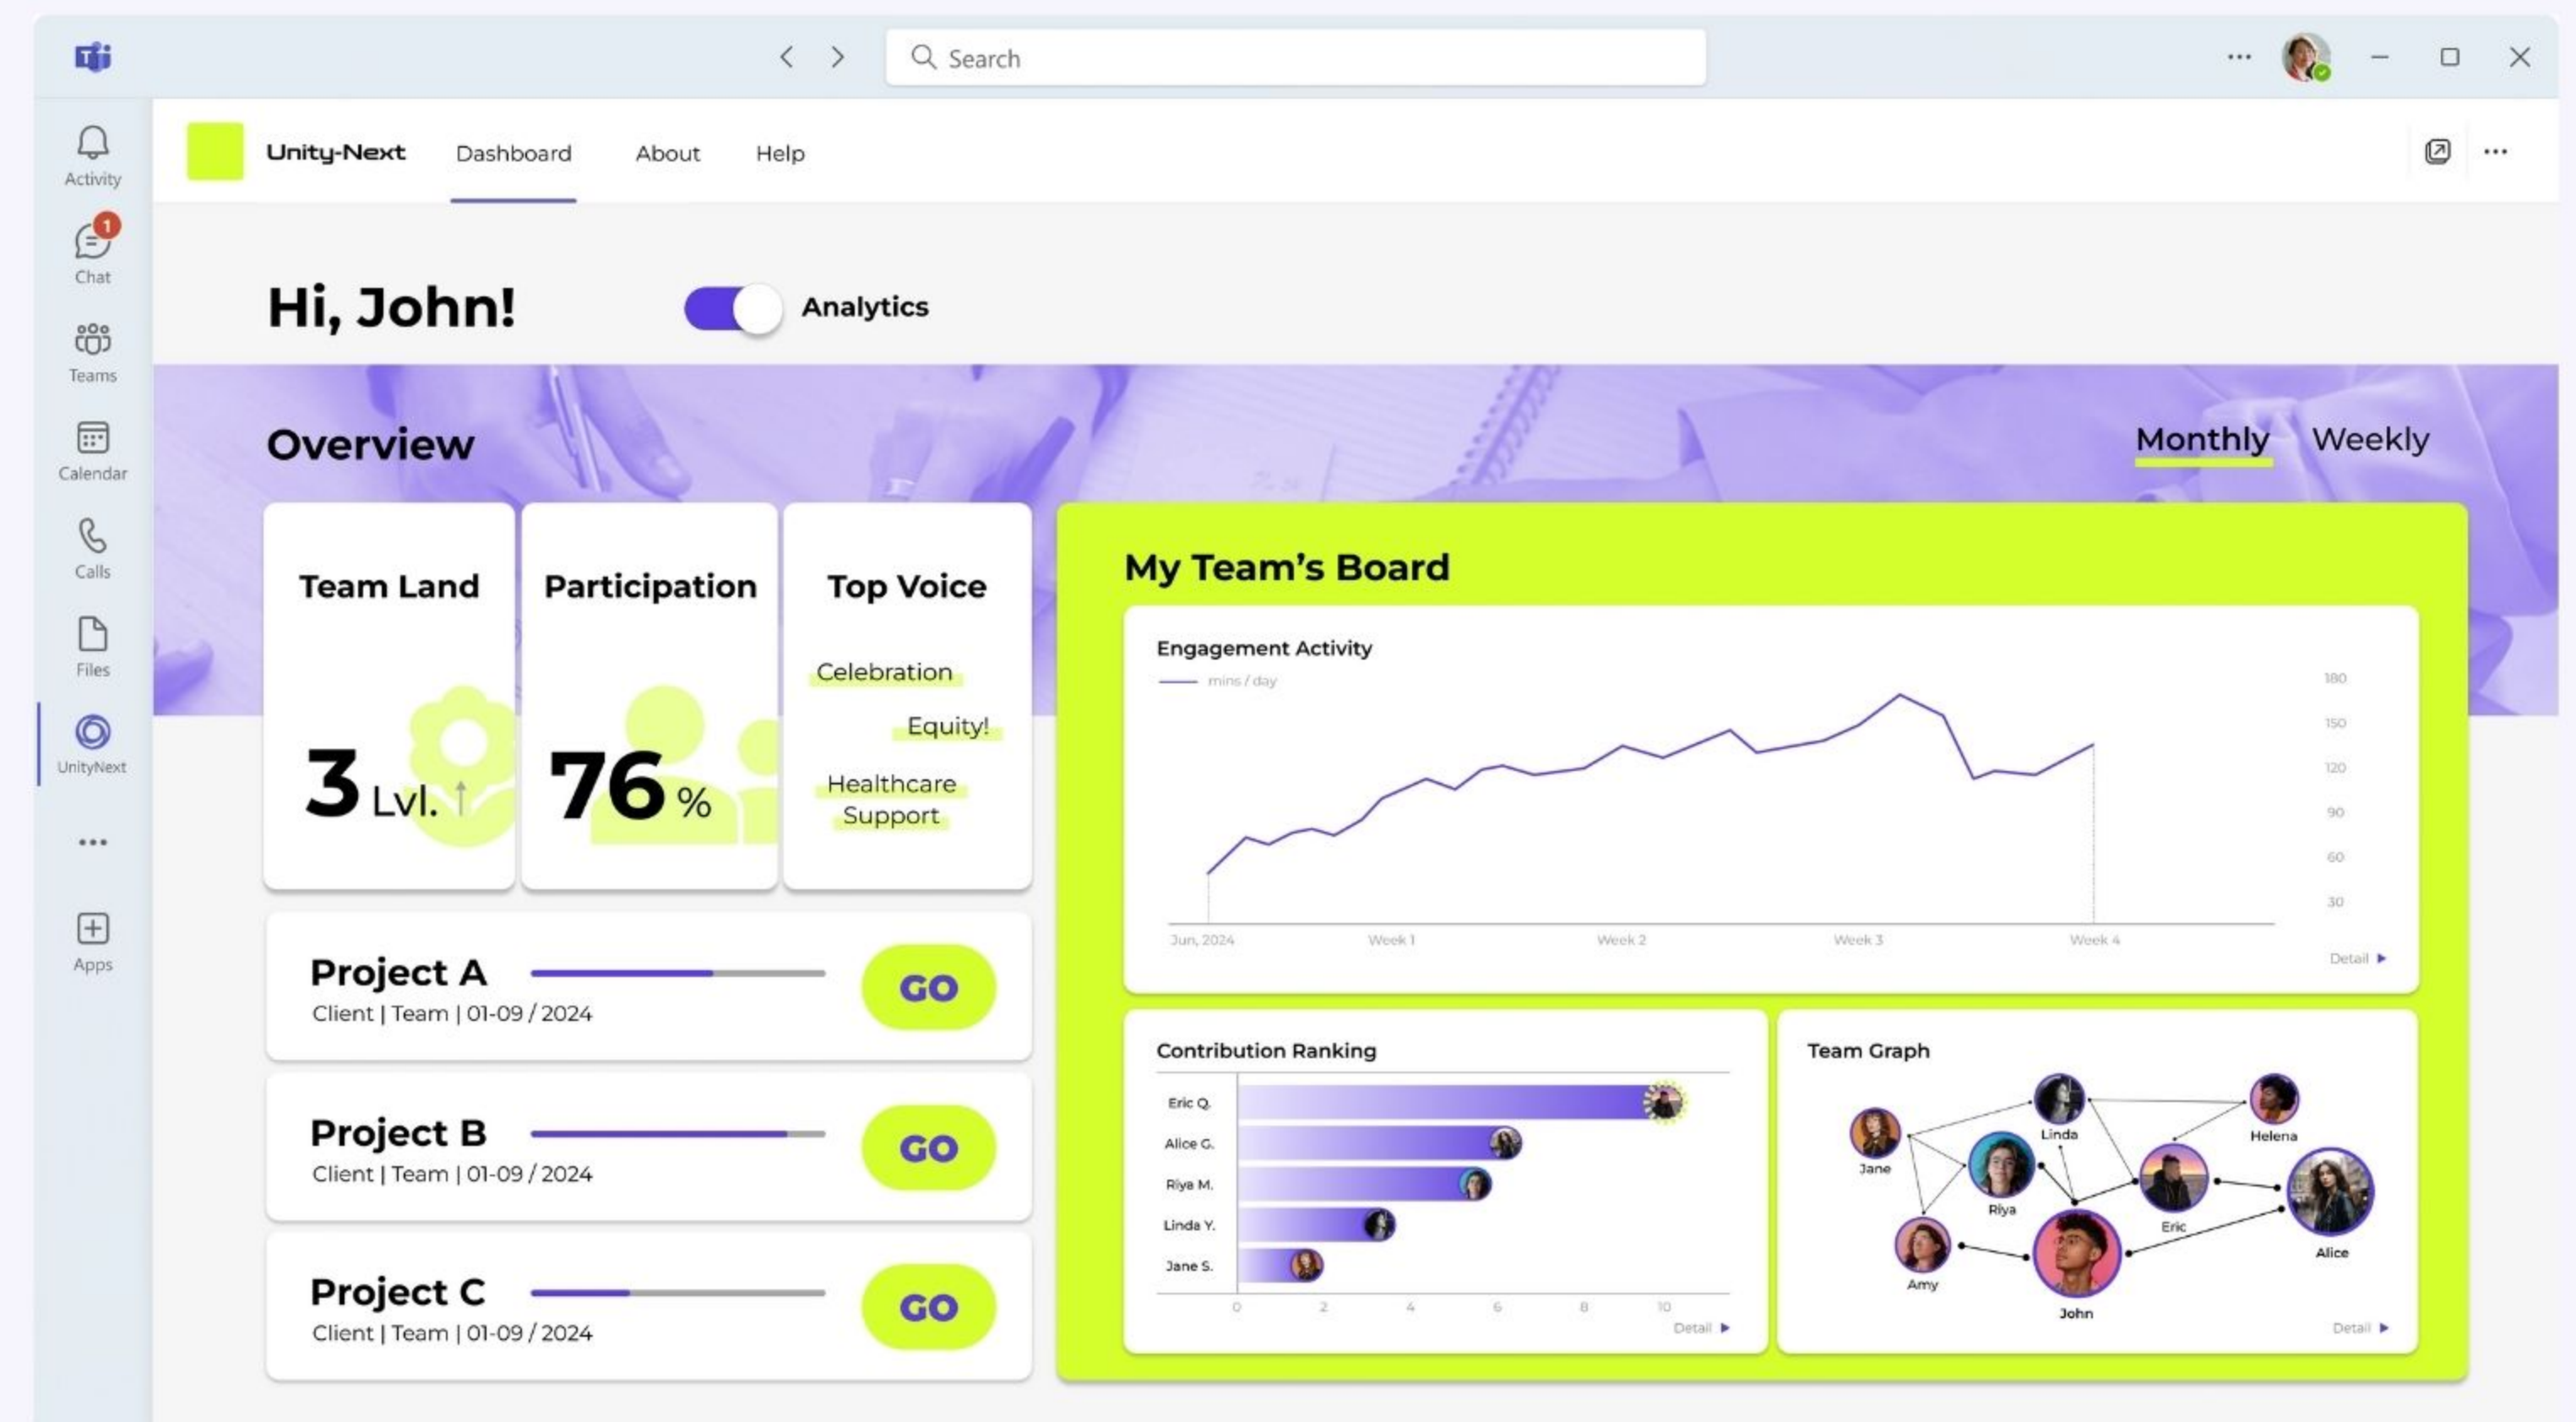 Search
Activity
1
Chat
Teams
Calendar
Calls
Files
UnityNext
Apps
Unity-Next
Dashboard
About
Help
Hi, John!
Analytics
Overview
Monthly
Weekly
Team Land
3 Lvl. ↑
Participation
76 %
Top Voice
Celebration
Equity!
Healthcare
Support
Project A
Client | Team | 01-09 / 2024
GO
Project B
Client | Team | 01-09 / 2024
GO
Project C
Client | Team | 01-09 / 2024
GO
My Team’s Board
Engagement Activity
mins / day
180
150
120
90
60
30
Jun, 2024 Week 1 Week 2 Week 3 Week 4
Detail
Contribution Ranking
Eric Q.
Alice G.
Riya M.
Linda Y.
Jane S.
0 2 4 6 8 10
Detail
Team Graph
Linda
Helena
Jane
Riya
Eric
Alice
Amy
John
Detail